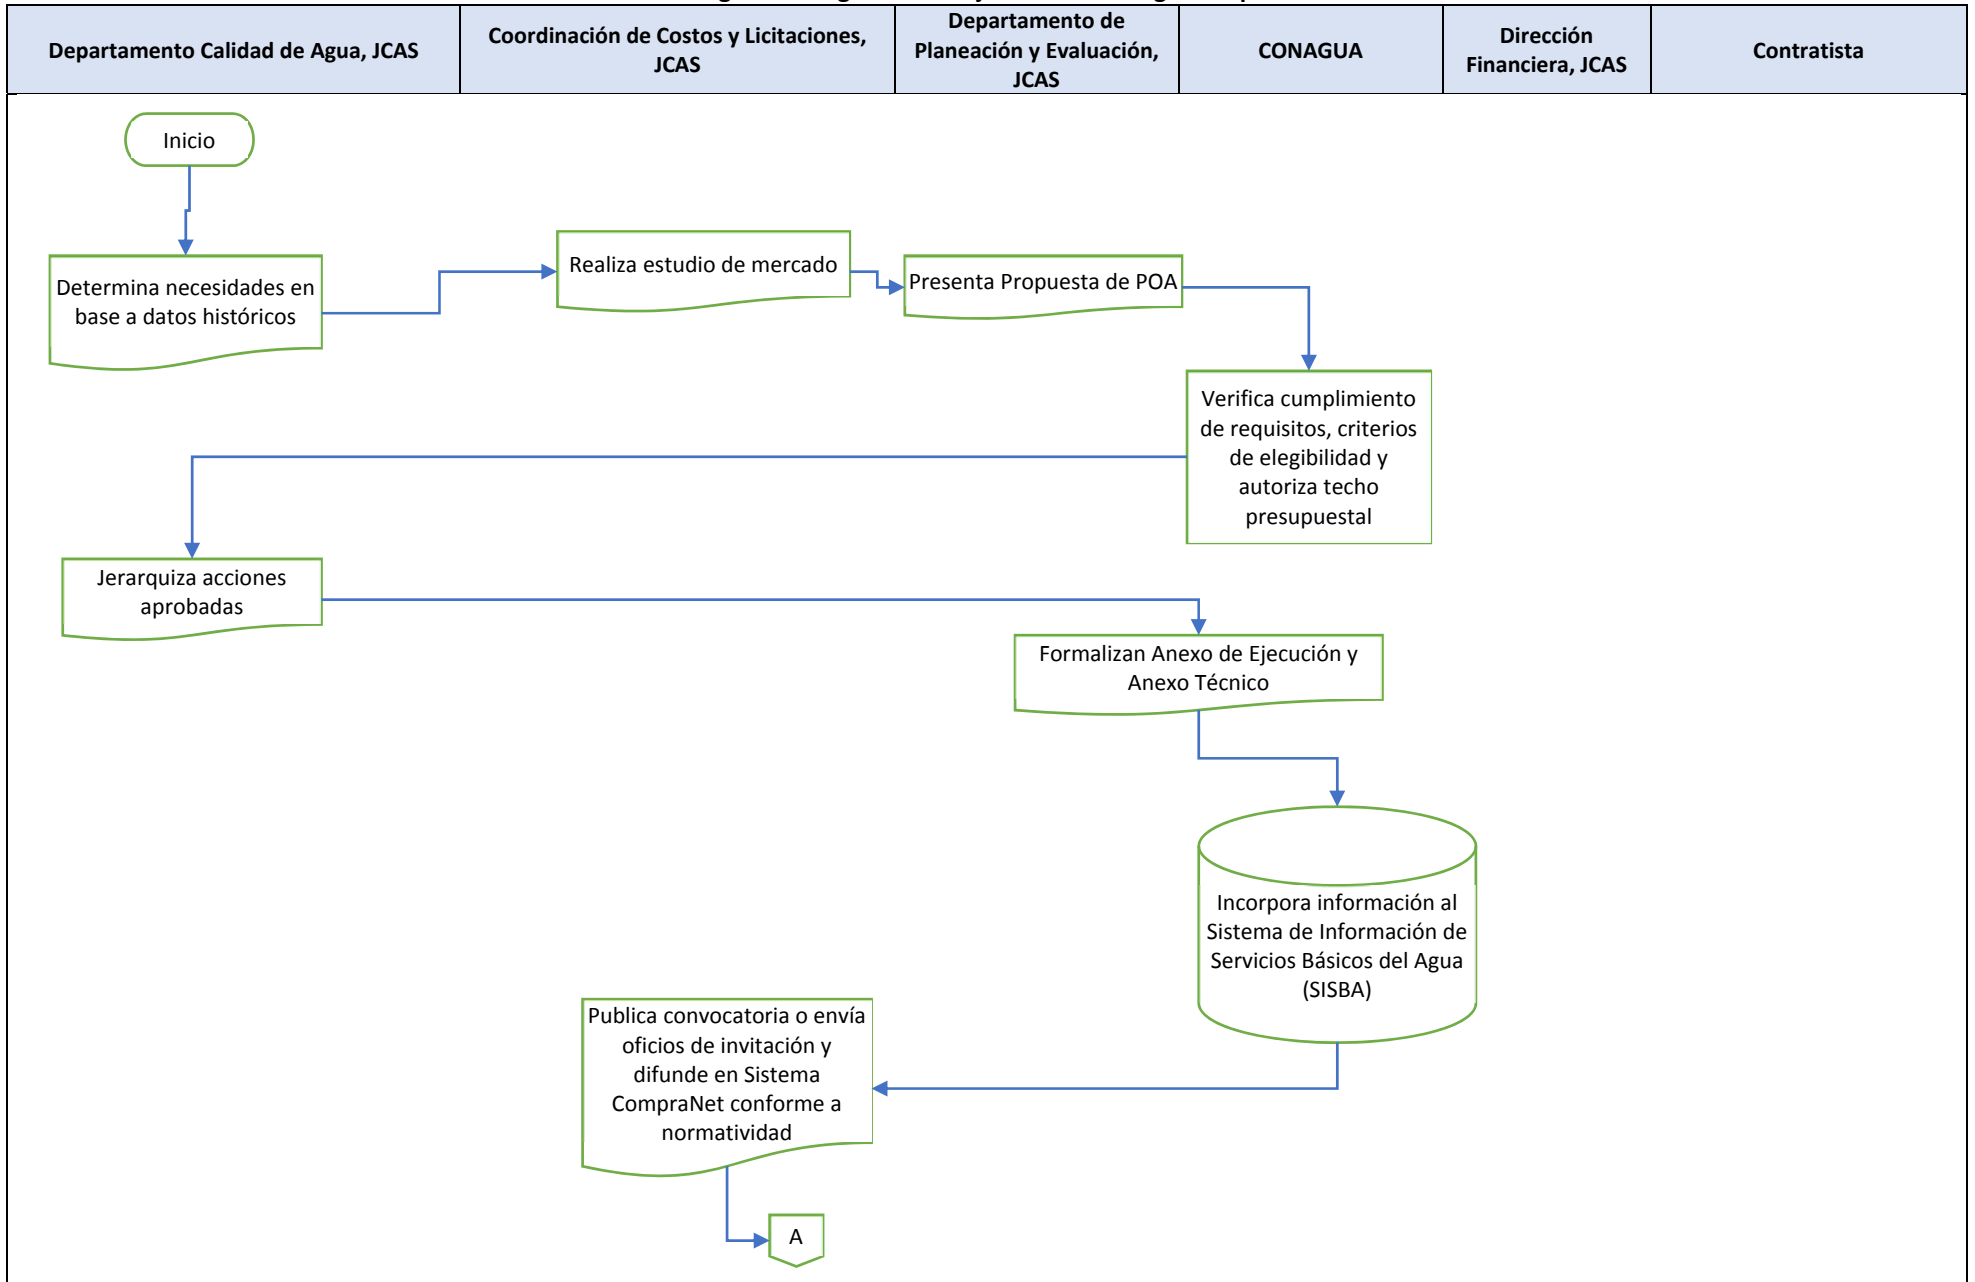 Departamento Calidad de Agua, JCAS
Coordinación de Costos y Licitaciones,
JCAS
Departamento de
Planeación y Evaluación,
JCAS
CONAGUA
Dirección
Financiera, JCAS
Contratista
Inicio
Determina necesidades en
base a datos históricos
Realiza estudio de mercado
Presenta Propuesta de POA
Verifica cumplimiento
de requisitos, criterios
de elegibilidad y
autoriza techo
presupuestal
Jerarquiza acciones
aprobadas
Formalizan Anexo de Ejecución y
Anexo Técnico
Incorpora información al
Sistema de Información de
Servicios Básicos del Agua
(SISBA)
Publica convocatoria o envía
oficios de invitación y
difunde en Sistema
CompraNet conforme a
normatividad
A